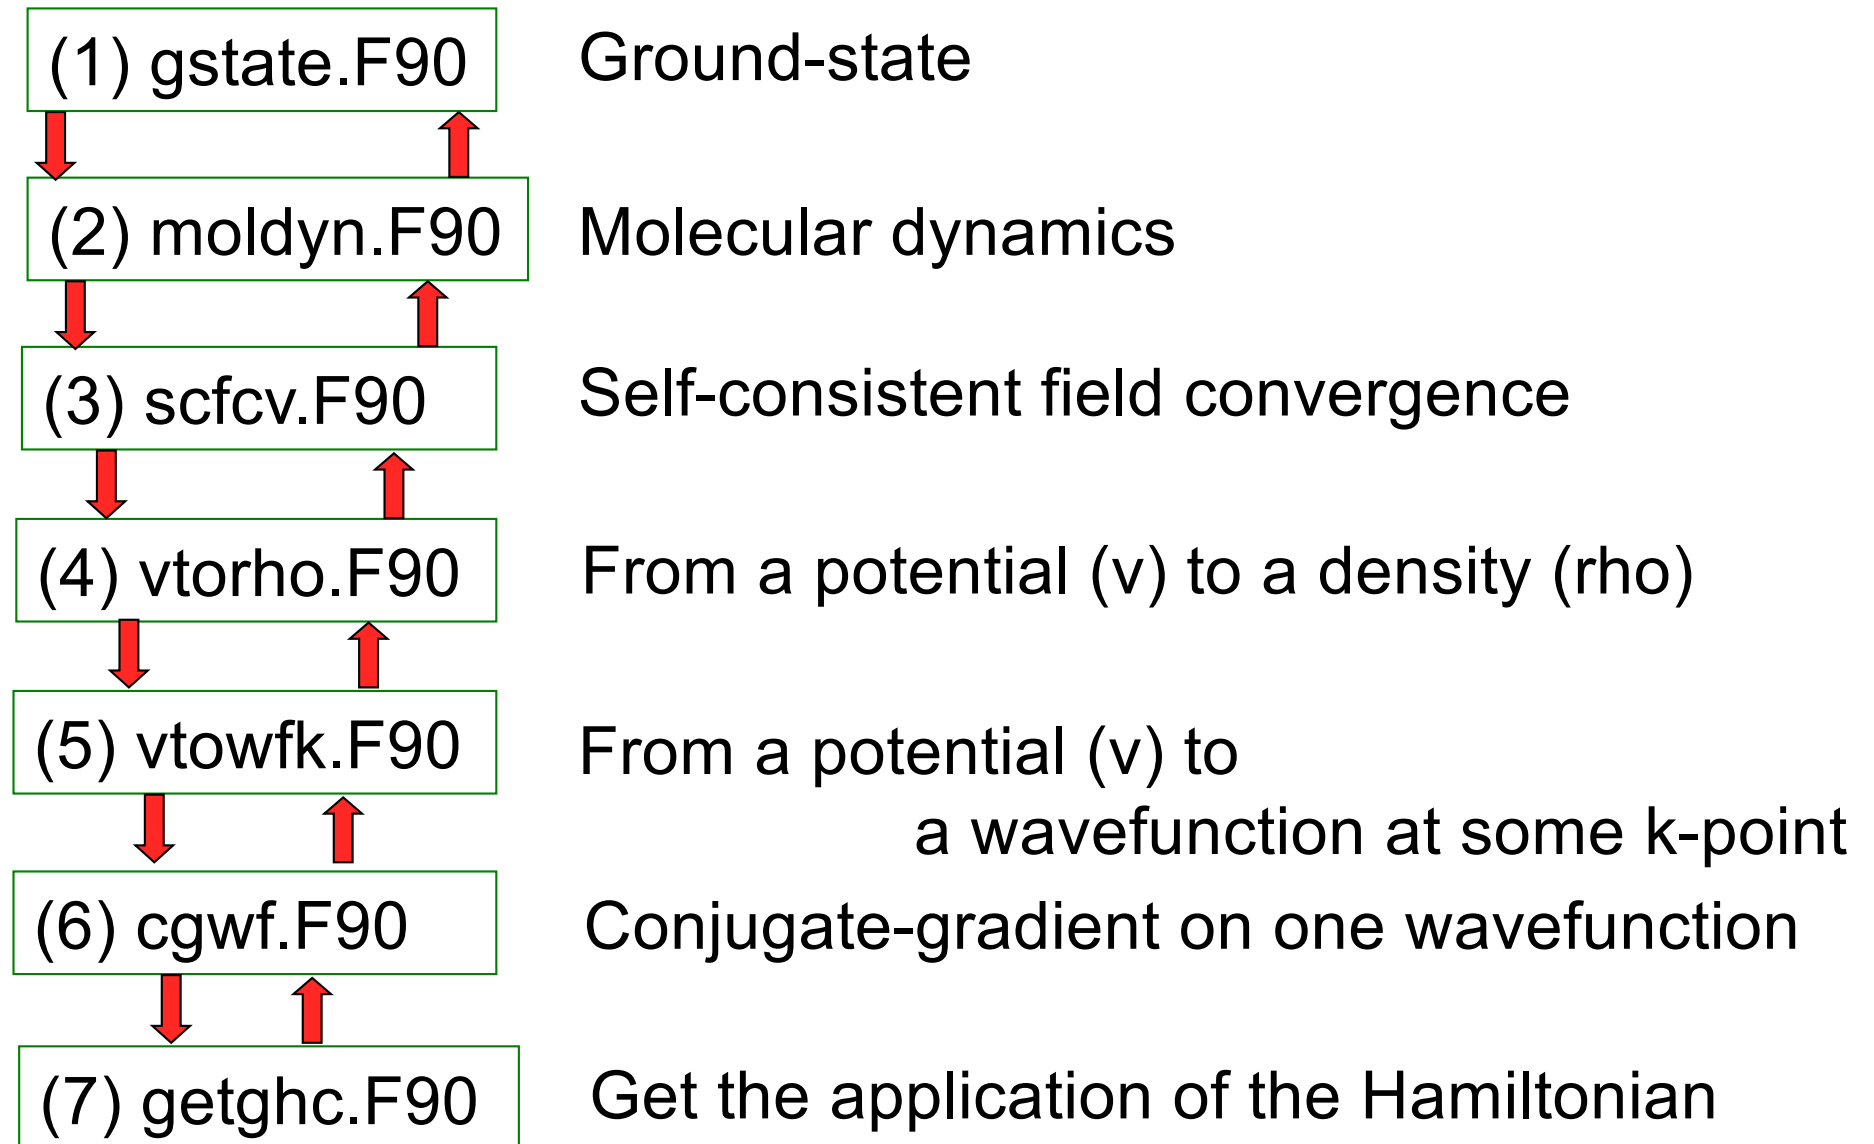 (1) gstate.F90 Ground-state
(2) moldyn.F90 Molecular dynamics
(3) scfcv.F90 Self-consistent field convergence
(4) vtorho.F90 From a potential (v) to a density (rho)
(5) vtowfk.F90 From a potential (v) to
a wavefunction at some k-point
(6) cgwf.F90 Conjugate-gradient on one wavefunction
(7) getghc.F90 Get the application of the Hamiltonian